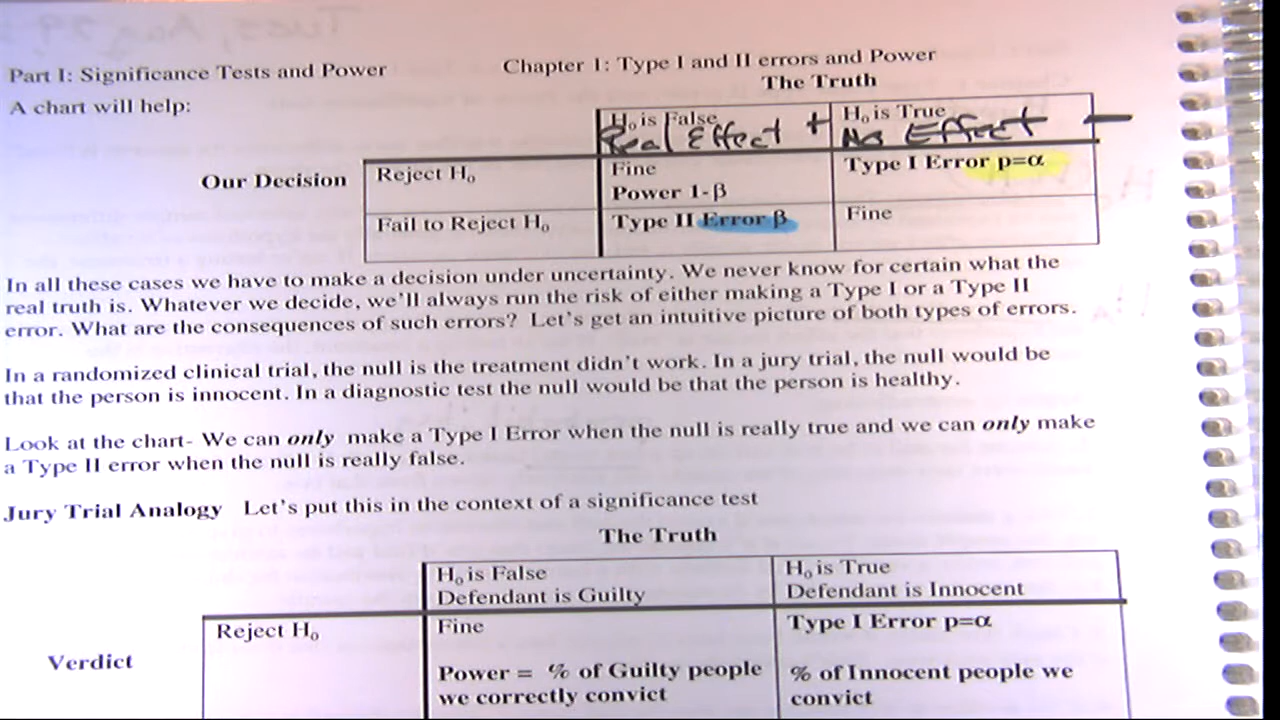 Part I: Significance Tests and Power Chapter 1: Type I and II errors and Power
The Truth
A chart will help:
H₀ is False H₀ is True
Real Effect + No Effect -
Our Decision Reject H₀ Fine Type I Error p=α
Power 1-β
Fail to Reject H₀ Type II Error β Fine
In all these cases we have to make a decision under uncertainty. We never know for certain what the
real truth is. Whatever we decide, we'll always run the risk of either making a Type I or a Type II
error. What are the consequences of such errors? Let's get an intuitive picture of both types of errors.
In a randomized clinical trial, the null is the treatment didn't work. In a jury trial, the null would be
that the person is innocent. In a diagnostic test the null would be that the person is healthy.
Look at the chart- We can only make a Type I Error when the null is really true and we can only make
a Type II error when the null is really false.
Jury Trial Analogy Let's put this in the context of a significance test
The Truth
H₀ is False H₀ is True
Defendant is Guilty Defendant is Innocent
Reject H₀ Fine Type I Error p=α
Verdict
Power = % of Guilty people % of Innocent people we
we correctly convict convict